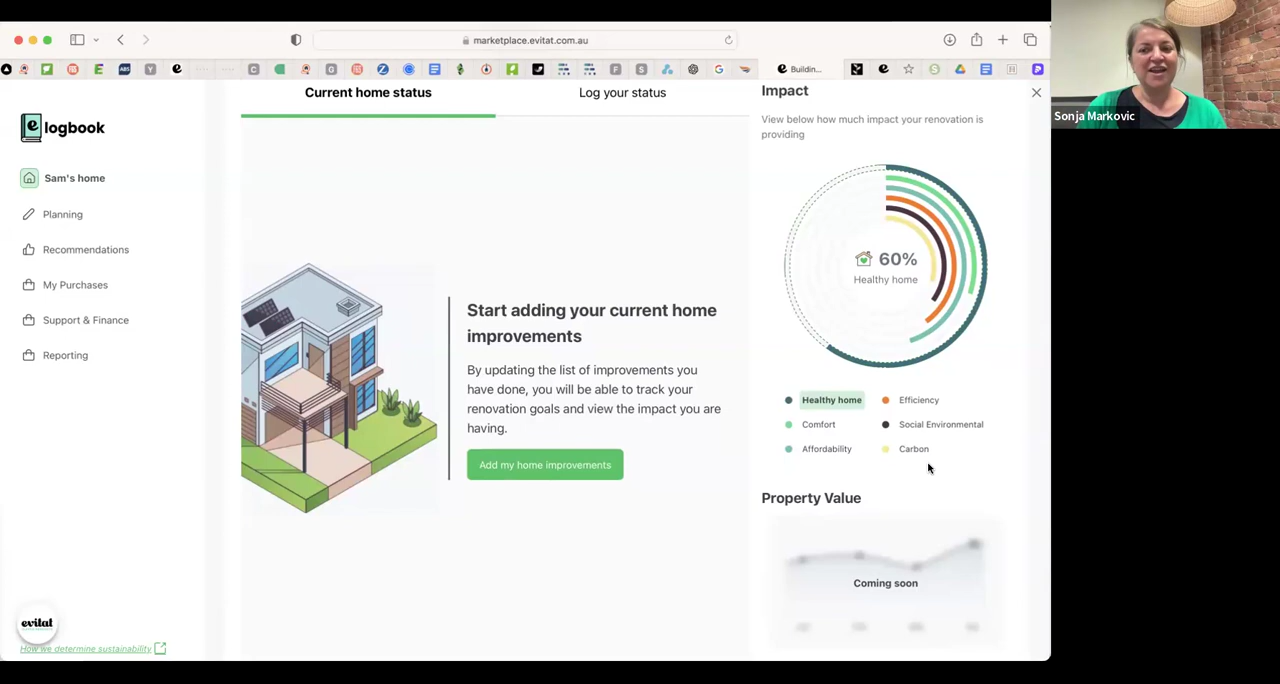 marketplace.evitat.com.au
Buildin...
Sonja Markovic
logbook
Sam's home
Planning
Recommendations
My Purchases
Support & Finance
Reporting
evitat
How we determine sustainability
Current home status
Log your status
Start adding your current home
improvements
By updating the list of improvements you
have done, you will be able to track your
renovation goals and view the impact you are
having.
Add my home improvements
Impact
View below how much impact your renovation is
providing
60%
Healthy home
Healthy home
Efficiency
Comfort
Social Environmental
Affordability
Carbon
Property Value
Coming soon